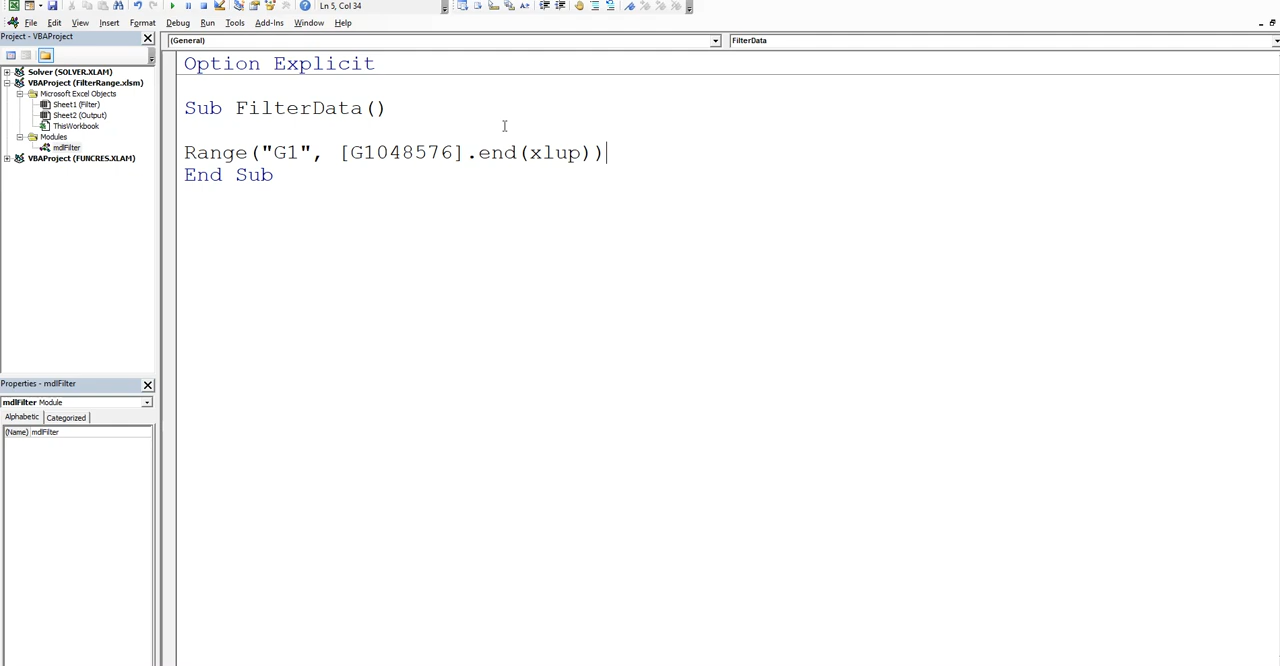 Ln 5, Col 34
File Edit View Insert Format Debug Run Tools Add-Ins Window Help
Project - VBAProject
(General)
FilterData
Solver (SOLVER.XLAM)
VBAProject (FilterRange.xlsm)
Microsoft Excel Objects
Sheet1 (Filter)
Sheet2 (Output)
ThisWorkbook
Modules
mdlFilter
VBAProject (FUNCRES.XLAM)
Option Explicit
Sub FilterData()
Range("G1", [G1048576].end(xlup))
End Sub
Properties - mdlFilter
mdlFilter Module
Alphabetic Categorized
(Name) mdlFilter